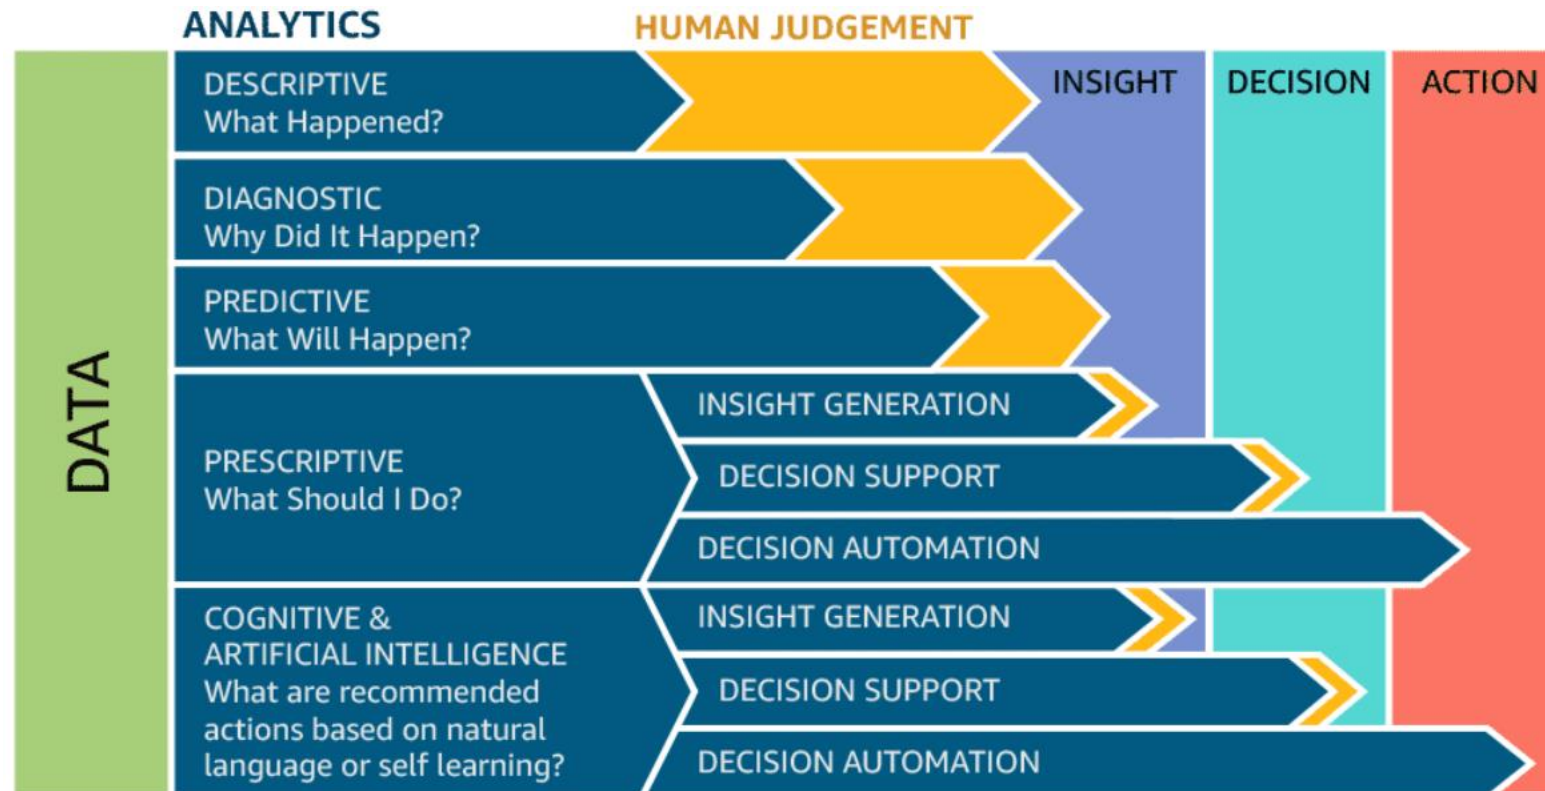 ANALYTICS
HUMAN JUDGEMENT
INSIGHT
DECISION
ACTION
DATA
DESCRIPTIVE
What Happened?
DIAGNOSTIC
Why Did It Happen?
PREDICTIVE
What Will Happen?
PRESCRIPTIVE
What Should I Do?
INSIGHT GENERATION
DECISION SUPPORT
DECISION AUTOMATION
COGNITIVE &
ARTIFICIAL INTELLIGENCE
What are recommended
actions based on natural
language or self learning?
INSIGHT GENERATION
DECISION SUPPORT
DECISION AUTOMATION